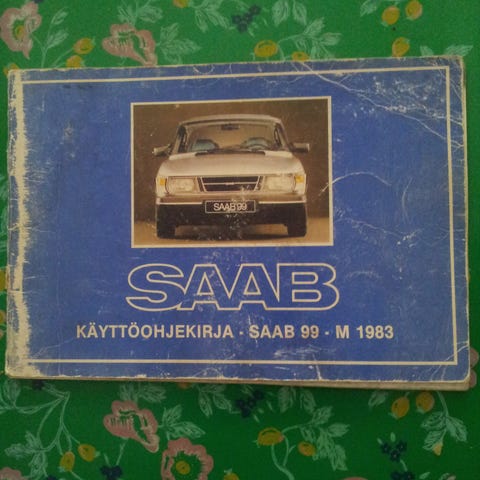 SAAB 99
SAAB
KÄYTTÖOHJEKIRJA - SAAB 99 - M 1983